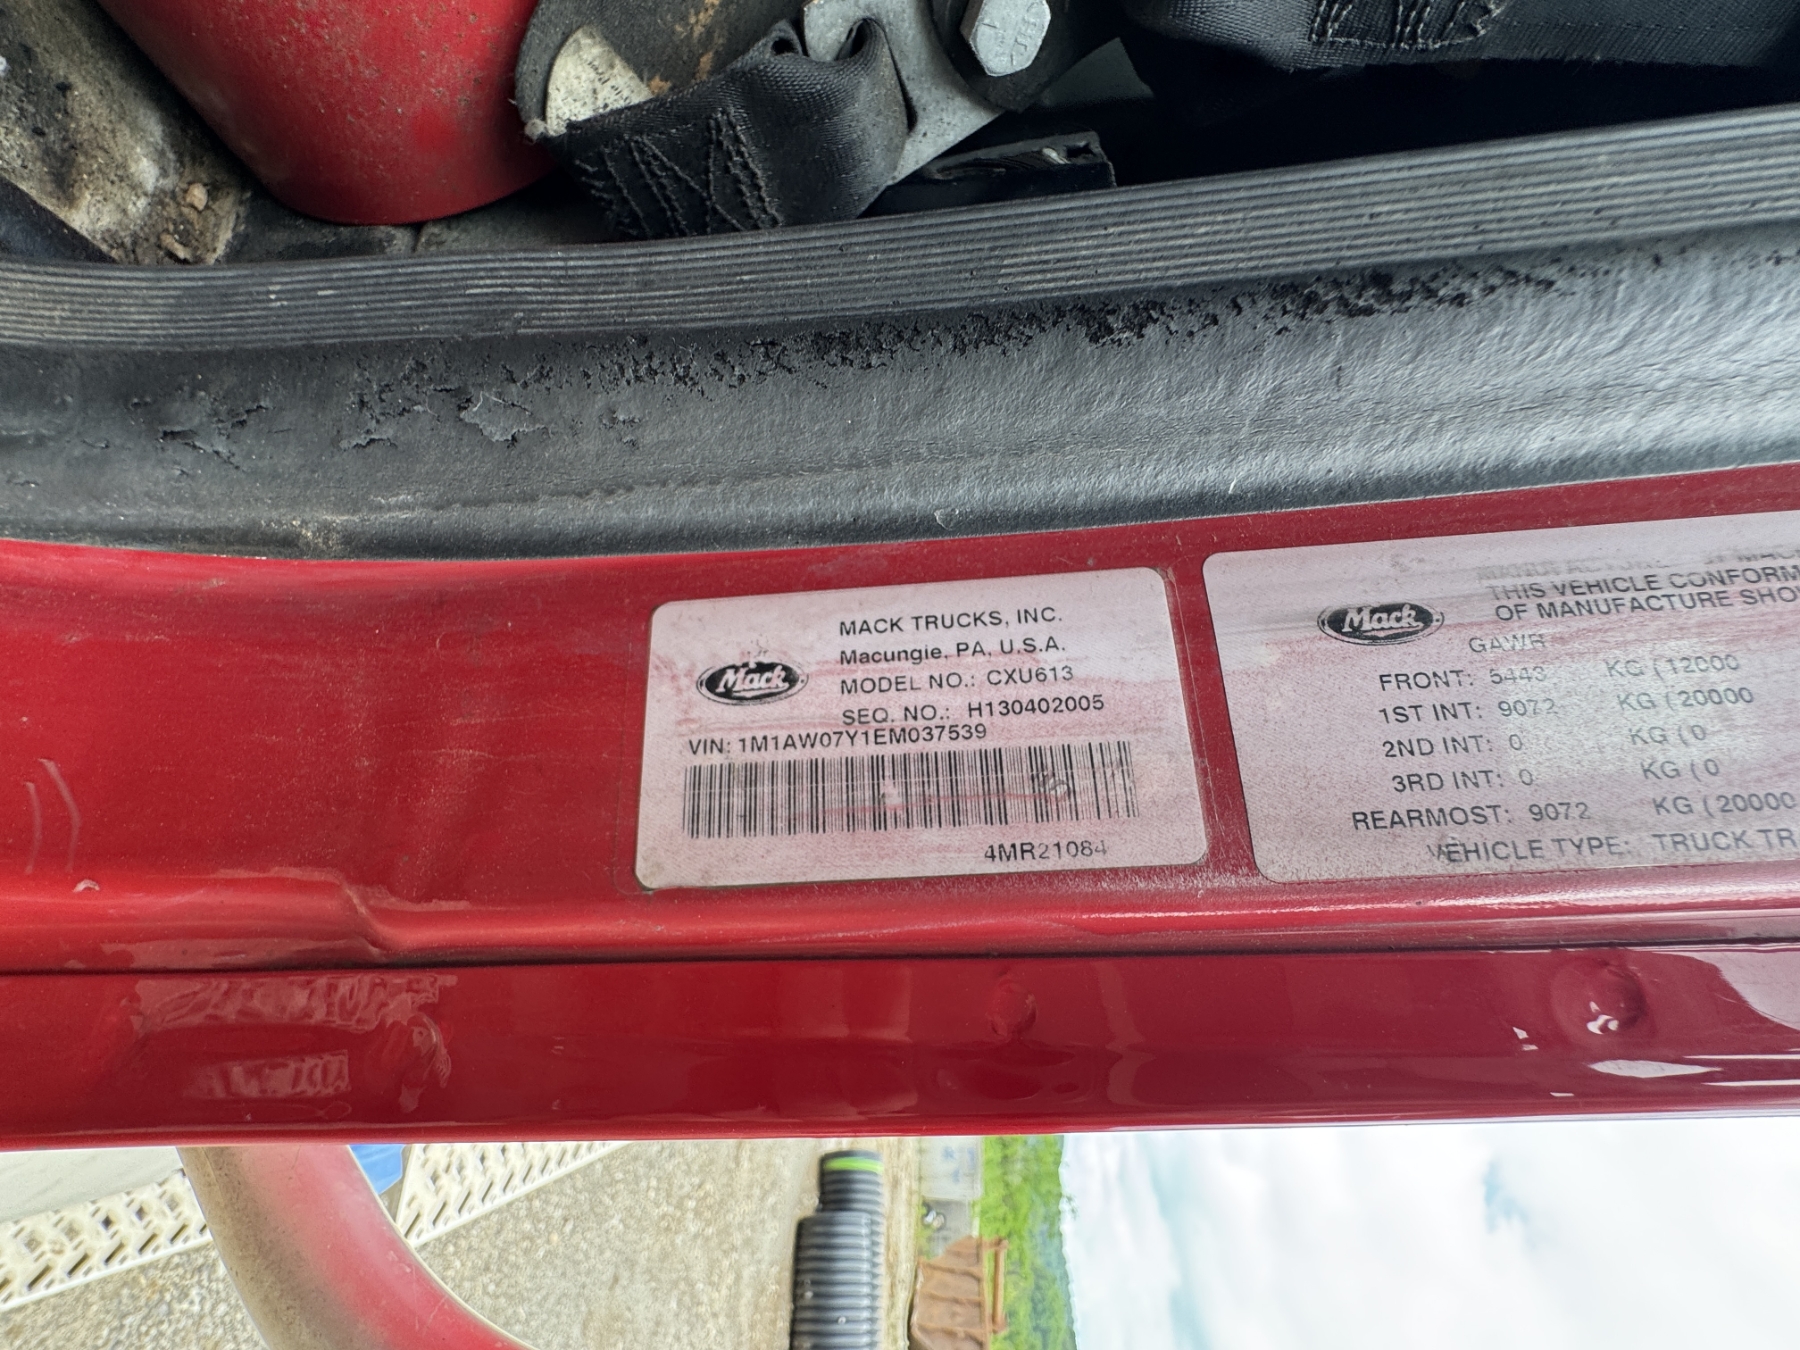 Mack
MACK TRUCKS, INC.
Macungie, PA, U.S.A.
MODEL NO.: CXU613
SEQ. NO.: H130402005
VIN: 1M1AW07Y1EM037539
4MR21084
Mack
THIS VEHICLE CONFORM
OF MANUFACTURE SHO
GAWR
FRONT: 5443 KG (12000
1ST INT: 9072 KG (20000
2ND INT: 0 KG (0
3RD INT: 0 KG (0
REARMOST: 9072 KG (20000
VEHICLE TYPE: TRUCK TR